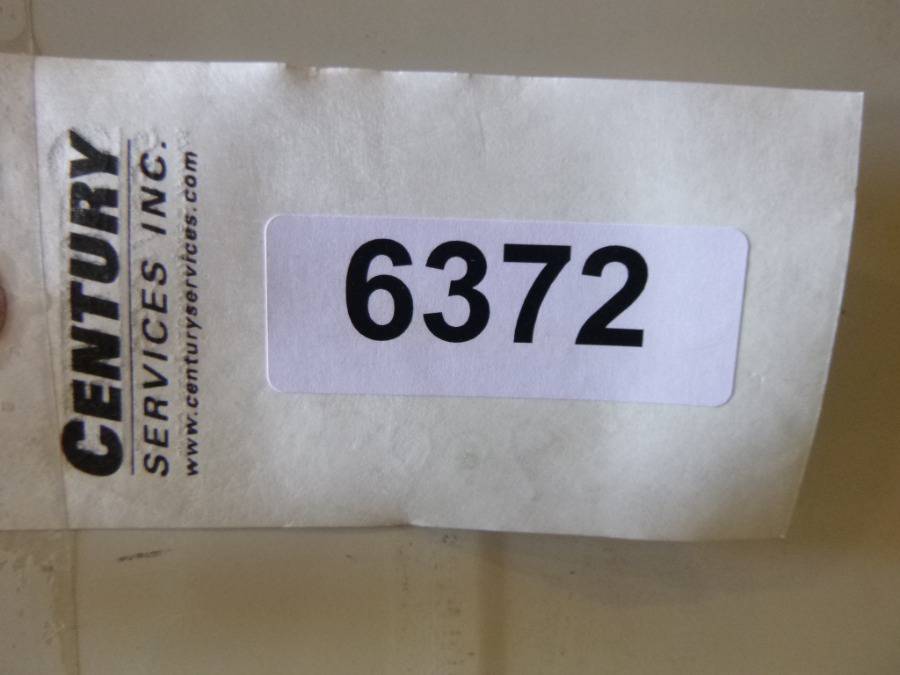 CENTURY
SERVICES INC.
www.centuryservices.com
6372